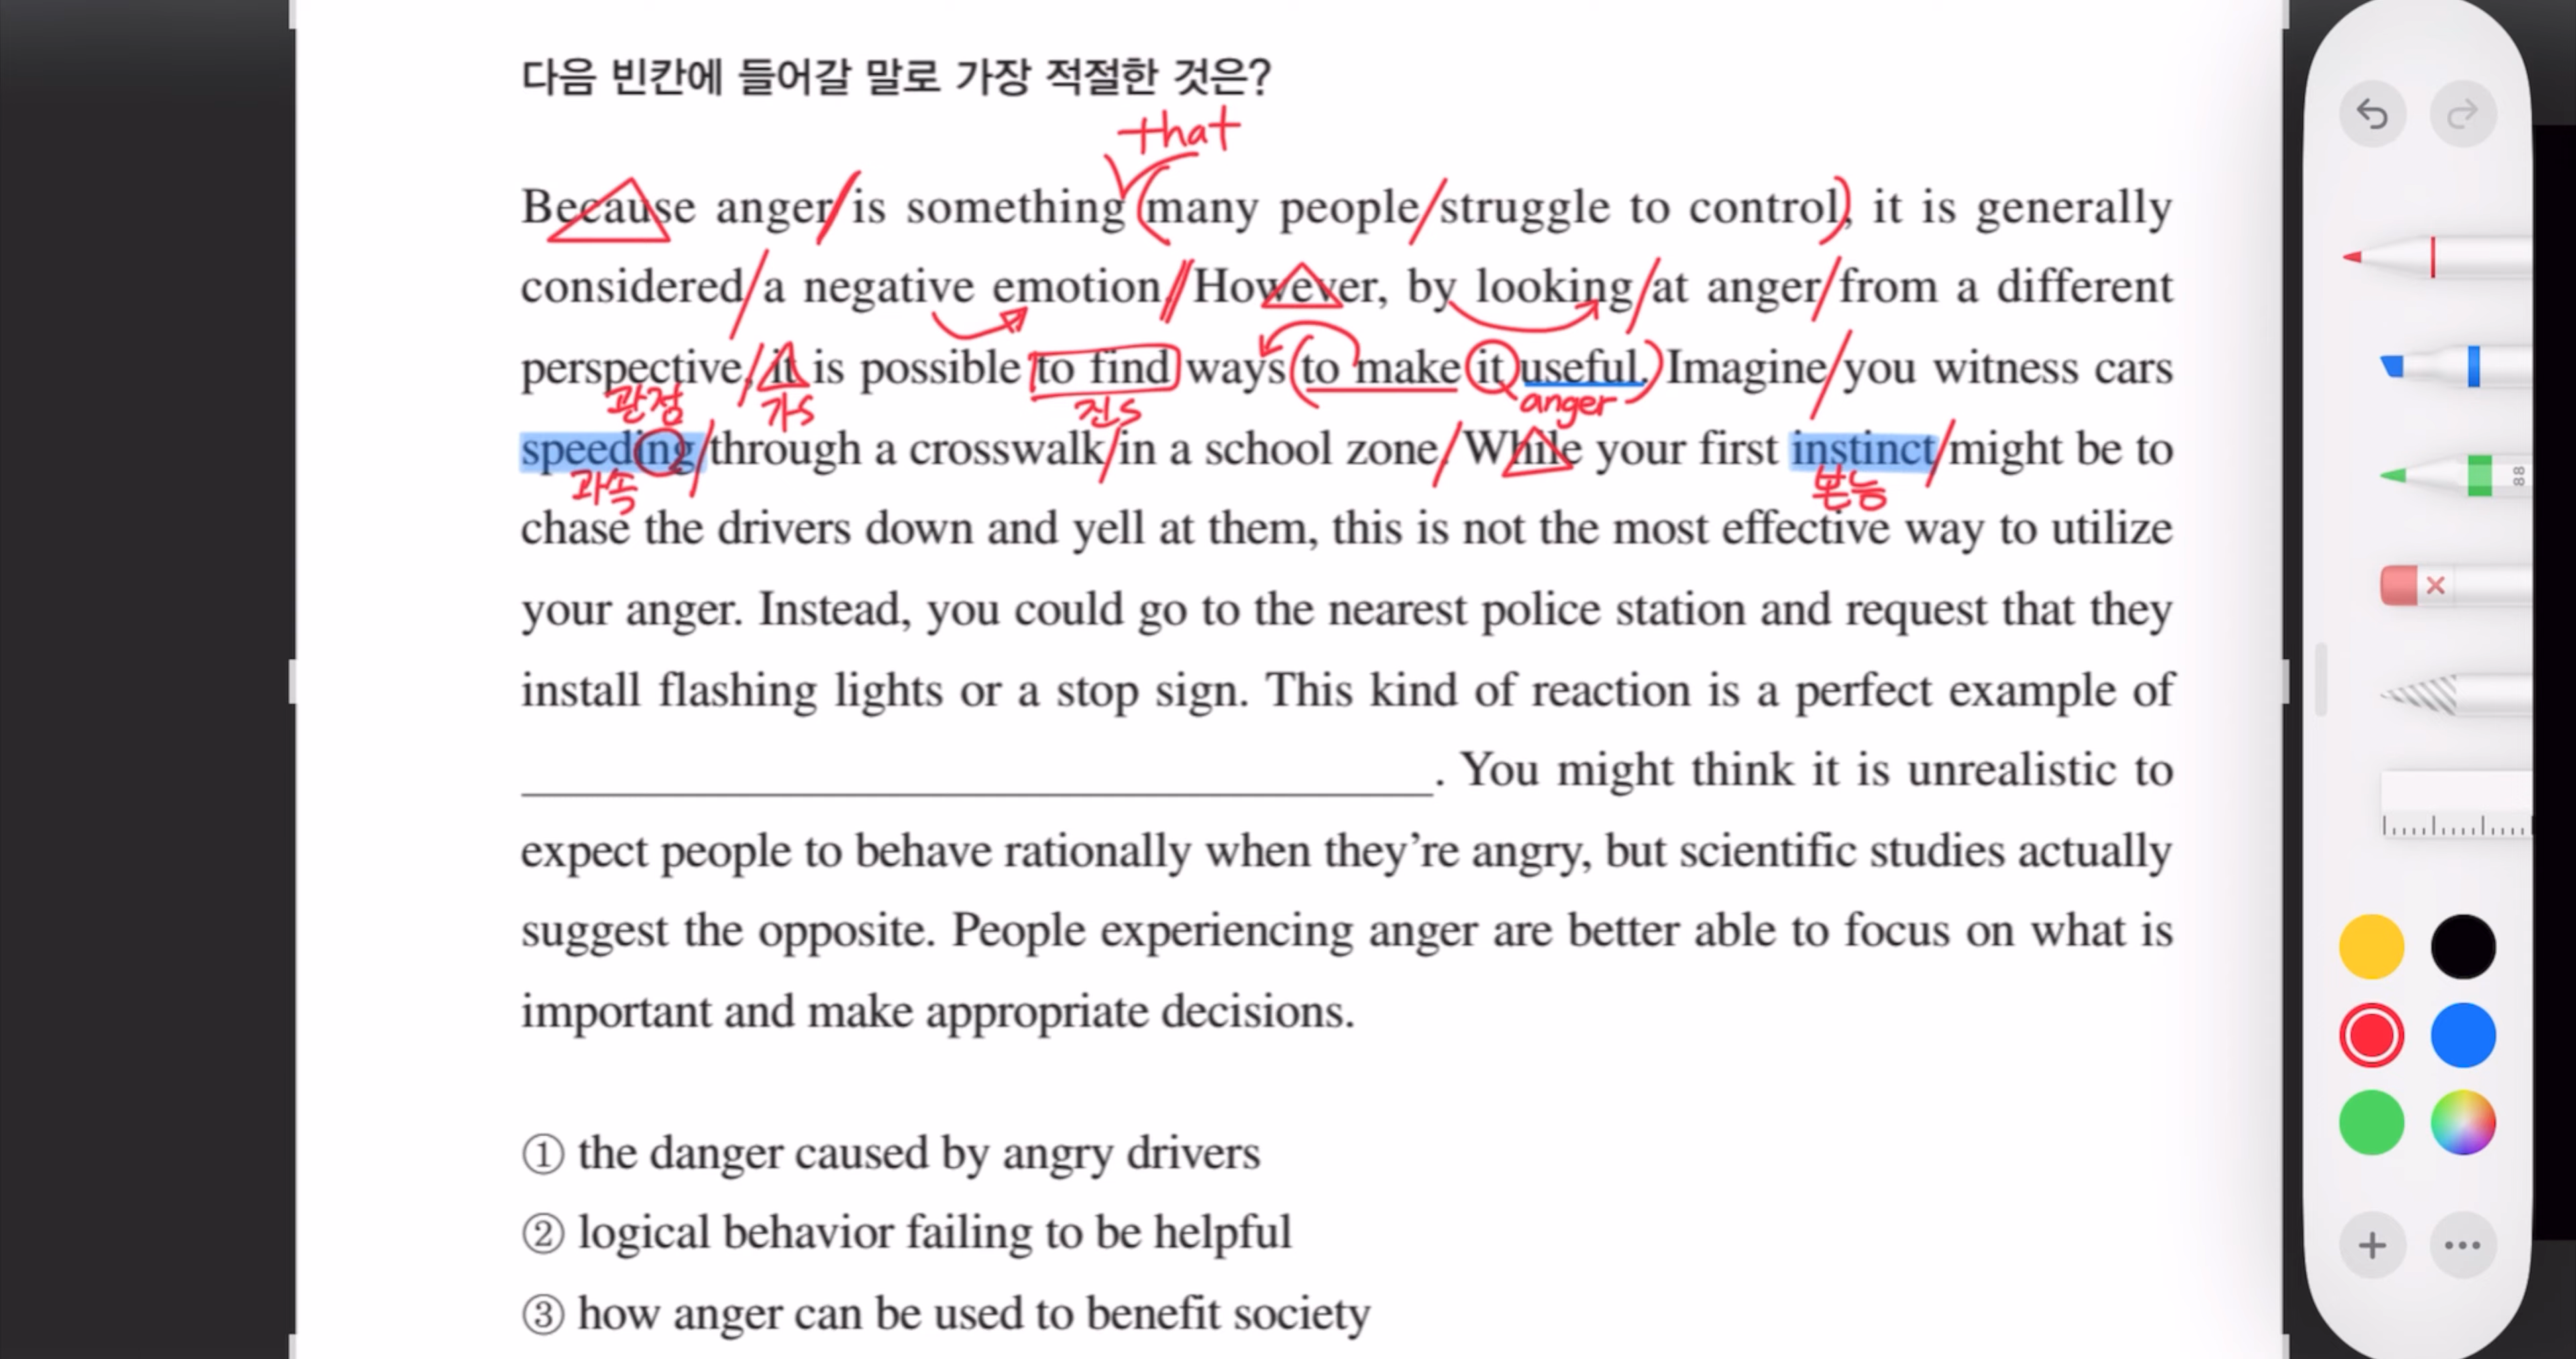 다음 빈칸에 들어갈 말로 가장 적절한 것은?
that
Because anger is something many people struggle to control, it is generally
considered a negative emotion. However, by looking at anger from a different
perspective, it is possible to find ways to make it useful. Imagine you witness cars
관점 가S 진S anger
speeding through a crosswalk in a school zone. While your first instinct might be to
과속 본능
chase the drivers down and yell at them, this is not the most effective way to utilize
your anger. Instead, you could go to the nearest police station and request that they
install flashing lights or a stop sign. This kind of reaction is a perfect example of
. You might think it is unrealistic to
expect people to behave rationally when they're angry, but scientific studies actually
suggest the opposite. People experiencing anger are better able to focus on what is
important and make appropriate decisions.
① the danger caused by angry drivers
② logical behavior failing to be helpful
③ how anger can be used to benefit society
88